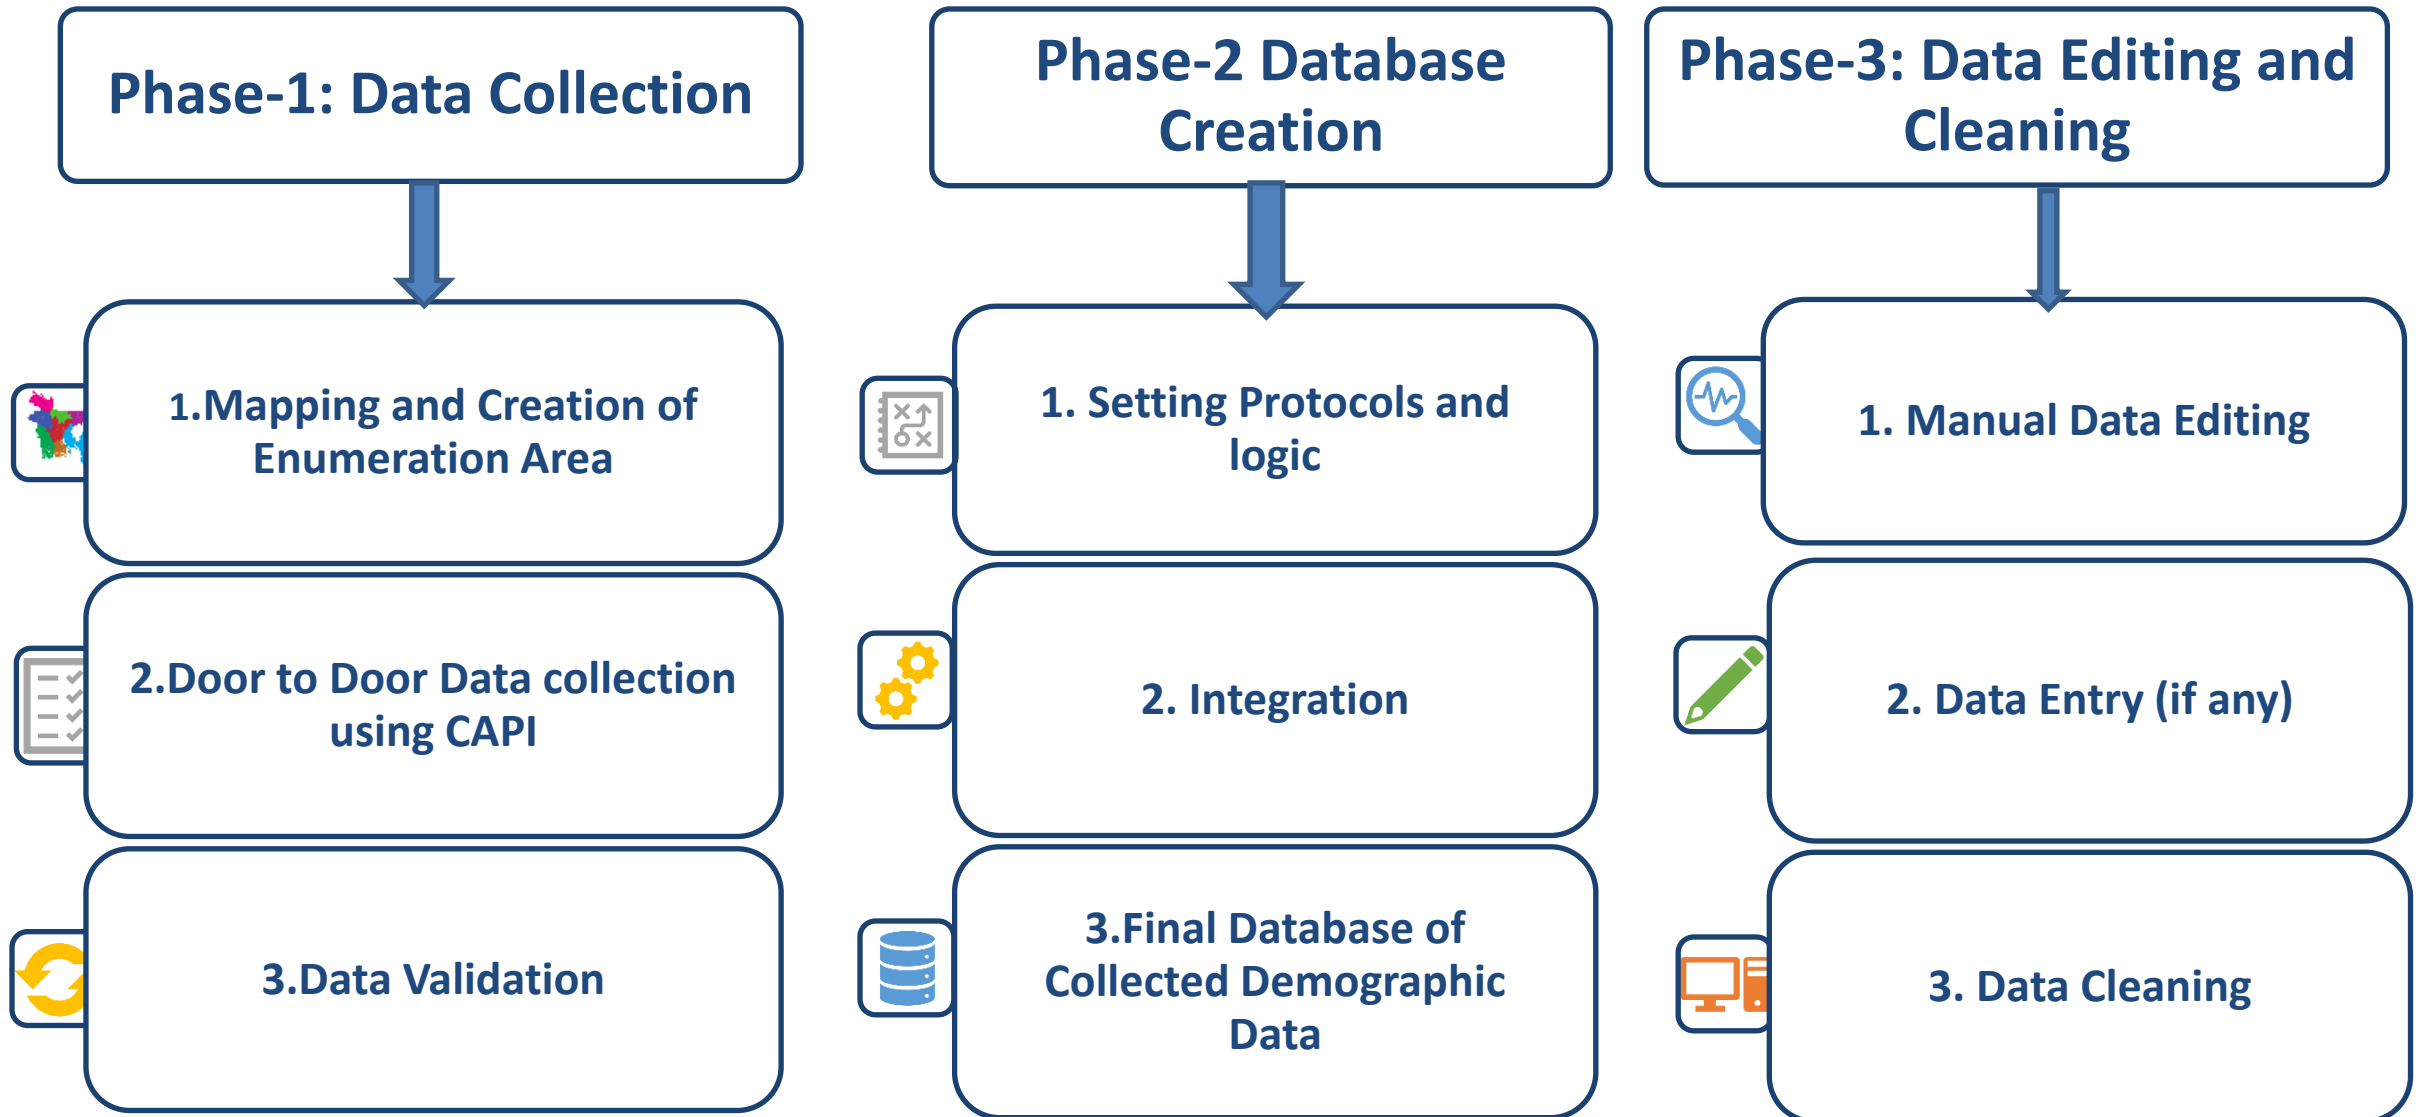 Phase-1: Data Collection
1.Mapping and Creation of
Enumeration Area
2.Door to Door Data collection
using CAPI
3.Data Validation
Phase-2 Database
Creation
1. Setting Protocols and
logic
2. Integration
3.Final Database of
Collected Demographic
Data
Phase-3: Data Editing and
Cleaning
1. Manual Data Editing
2. Data Entry (if any)
3. Data Cleaning